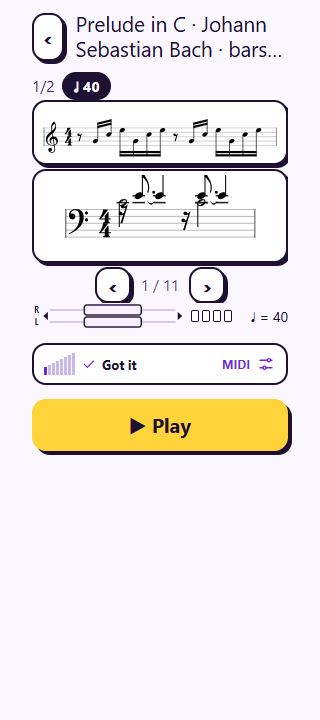 Prelude in C · Johann
Sebastian Bach · bars...
1/2 ♩ 40
1 / 11
R
L
♩ = 40
Got it MIDI
▶ Play